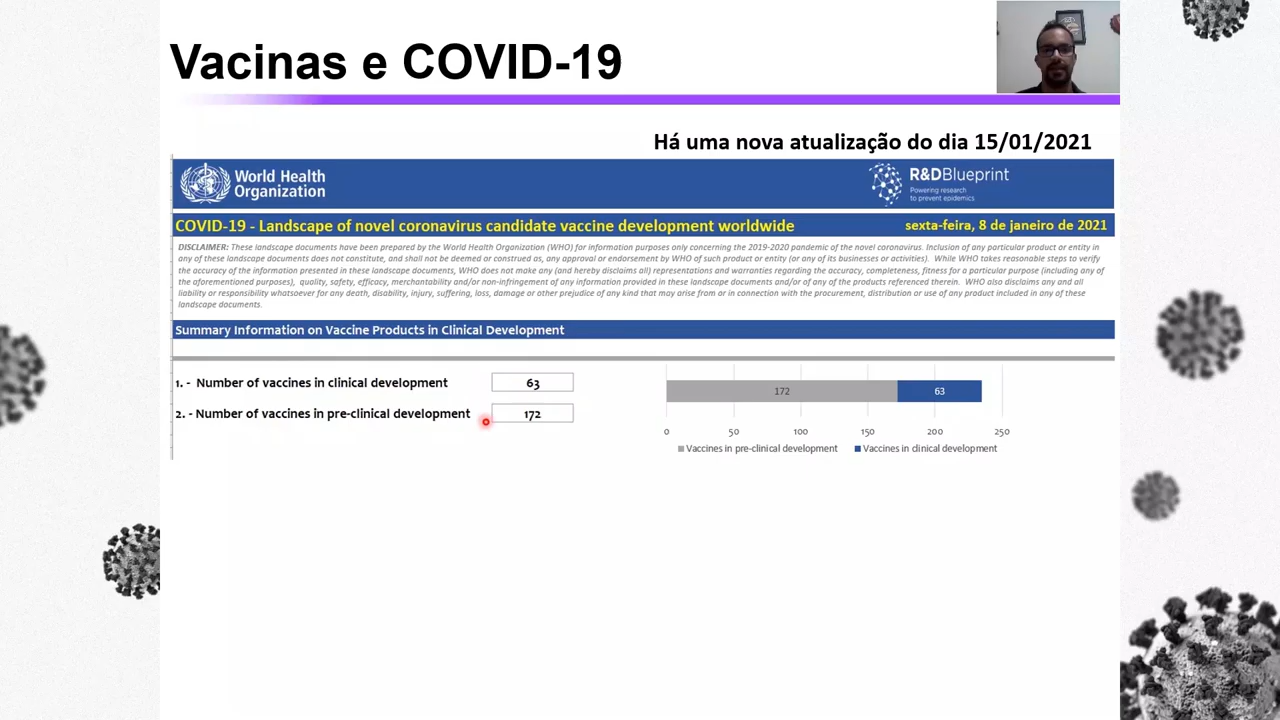 Vacinas e COVID-19
Há uma nova atualização do dia 15/01/2021
World Health
Organization
R&DBlueprint
Powering research
to prevent epidemics
COVID-19 - Landscape of novel coronavirus candidate vaccine development worldwide
sexta-feira, 8 de janeiro de 2021
DISCLAIMER: These landscape documents have been prepared by the World Health Organization (WHO) for information purposes only concerning the 2019-2020 pandemic of the novel coronavirus. Inclusion of any particular product or entity in
any of these landscape documents does not constitute, and shall not be deemed or construed as, any approval or endorsement by WHO of such product or entity (or any of its businesses or activities). While WHO takes reasonable steps to verify
the accuracy of the information presented in these landscape documents, WHO does not make any (and hereby disclaims all) representations and warranties regarding the accuracy, completeness, fitness for a particular purpose (including any of
the aforementioned purposes), quality, safety, efficacy, merchantability and/or non-infringement of any information provided in these landscape documents and/or of any of the products referenced therein. WHO also disclaims any and all
liability or responsibility whatsoever for any death, disability, injury, suffering, loss, damage or other prejudice of any kind that may arise from or in connection with the procurement, distribution or use of any product included in any of these
landscape documents.
Summary Information on Vaccine Products in Clinical Development
1. - Number of vaccines in clinical development
63
2. - Number of vaccines in pre-clinical development
172
172
63
0
50
100
150
200
250
Vaccines in pre-clinical development
Vaccines in clinical development